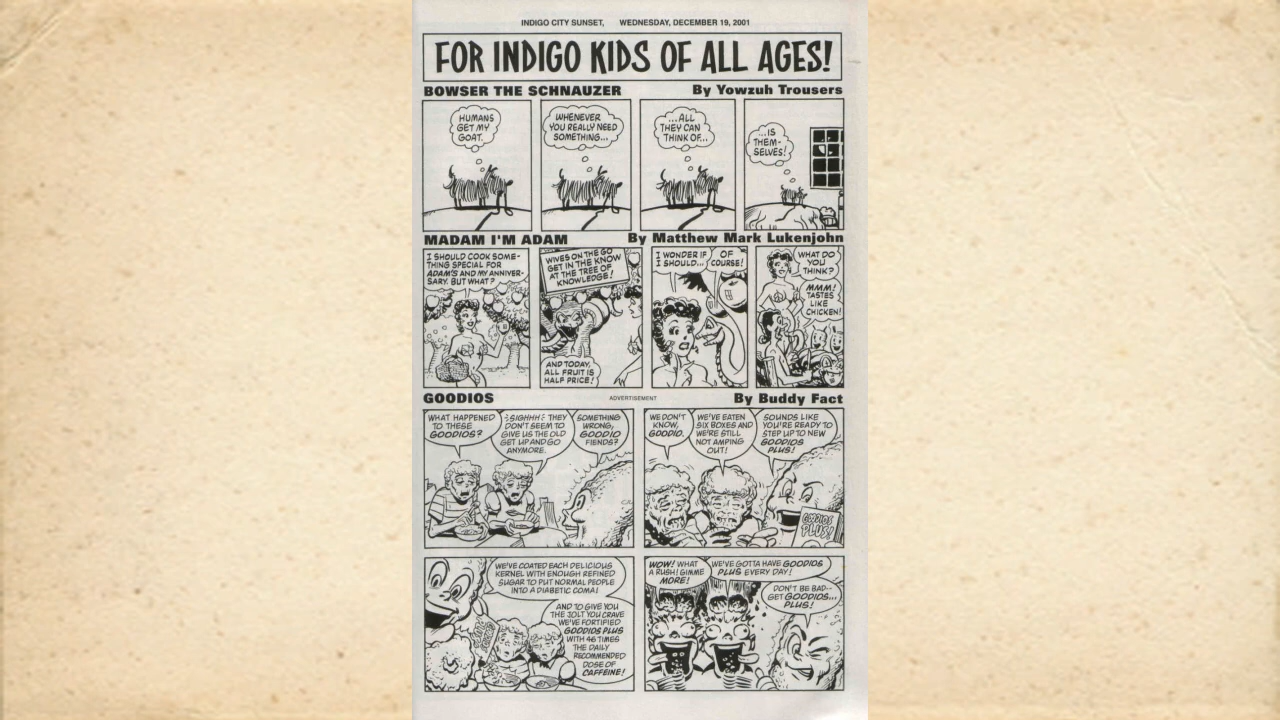 INDIGO CITY SUNSET, WEDNESDAY, DECEMBER 19, 2001
FOR INDIGO KIDS OF ALL AGES!
BOWSER THE SCHNAUZER By Yowzuh Trousers
HUMANS
GET MY
GOAT.
WHENEVER
YOU REALLY NEED
SOMETHING...
...ALL
THEY CAN
THINK OF...
...IS
THEM-
SELVES!
MADAM I'M ADAM By Matthew Mark Lukenjohn
I SHOULD COOK SOME-
THING SPECIAL FOR
ADAM'S AND MY ANNIVER-
SARY. BUT WHAT?
WIVES ON THE GO
GET IN THE KNOW
AT THE TREE OF
KNOWLEDGE!
AND TODAY,
ALL FRUIT IS
HALF PRICE!
I WONDER IF
I SHOULD...
OF
COURSE!
WHAT DO
YOU
THINK?
MMM!
TASTES
LIKE
CHICKEN!
GOODIOS ADVERTISEMENT By Buddy Fact
WHAT HAPPENED
TO THESE
GOODIOS?
SIGHHH THEY
DON'T SEEM TO
GIVE US THE OLD
GET UP AND GO
ANYMORE.
SOMETHING
WRONG,
GOODIO
FIENDS?
WE DON'T
KNOW,
GOODIO.
WE'VE EATEN
SIX BOXES AND
WE'RE STILL
NOT AMPING
OUT!
SOUNDS LIKE
YOU'RE READY TO
STEP UP TO NEW
GOODIOS
PLUS!
GOODIOS
PLUS!
WE'VE COATED EACH DELICIOUS
KERNEL WITH ENOUGH REFINED
SUGAR TO PUT NORMAL PEOPLE
INTO A DIABETIC COMA!
AND TO GIVE YOU
THE JOLT YOU CRAVE
WE'VE FORTIFIED
GOODIOS PLUS
WITH 46 TIMES
THE DAILY
RECOMMENDED
DOSE OF
CAFFEINE!
WOW! WHAT
A RUSH! GIMME
MORE!
WE'VE GOTTA HAVE GOODIOS
PLUS EVERY DAY!
DON'T BE BAD--
GET GOODIOS...
PLUS!